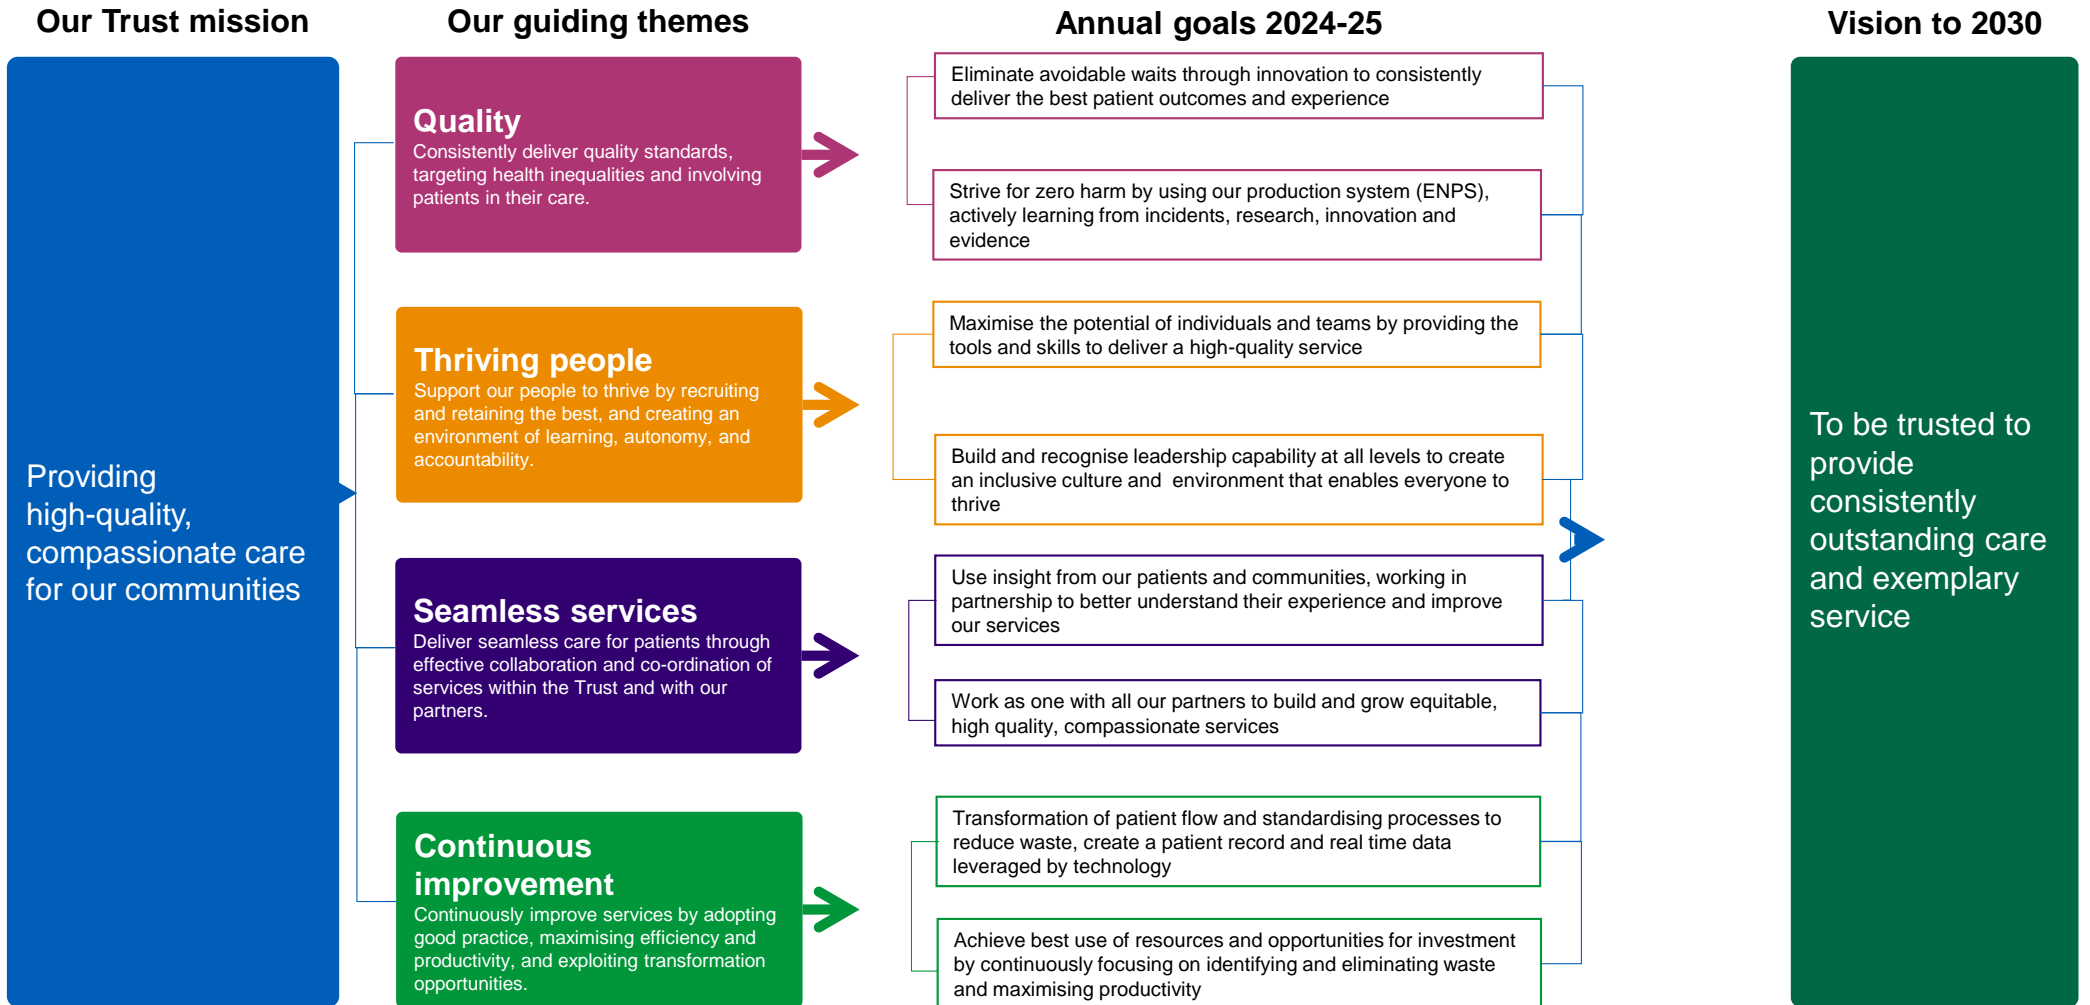 Our Trust mission
Our guiding themes
Annual goals 2024-25
Vision to 2030
Providing
high-quality,
compassionate care
for our communities
Quality
Consistently deliver quality standards,
targeting health inequalities and involving
patients in their care.
Thriving people
Support our people to thrive by recruiting
and retaining the best, and creating an
environment of learning, autonomy, and
accountability.
Seamless services
Deliver seamless care for patients through
effective collaboration and co-ordination of
services within the Trust and with our
partners.
Continuous
improvement
Continuously improve services by adopting
good practice, maximising efficiency and
productivity, and exploiting transformation
opportunities.
Eliminate avoidable waits through innovation to consistently
deliver the best patient outcomes and experience
Strive for zero harm by using our production system (ENPS),
actively learning from incidents, research, innovation and
evidence
Maximise the potential of individuals and teams by providing the
tools and skills to deliver a high-quality service
Build and recognise leadership capability at all levels to create
an inclusive culture and  environment that enables everyone to
thrive
Use insight from our patients and communities, working in
partnership to better understand their experience and improve
our services
Work as one with all our partners to build and grow equitable,
high quality, compassionate services
Transformation of patient flow and standardising processes to
reduce waste, create a patient record and real time data
leveraged by technology
Achieve best use of resources and opportunities for investment
by continuously focusing on identifying and eliminating waste
and maximising productivity
To be trusted to
provide
consistently
outstanding care
and exemplary
service